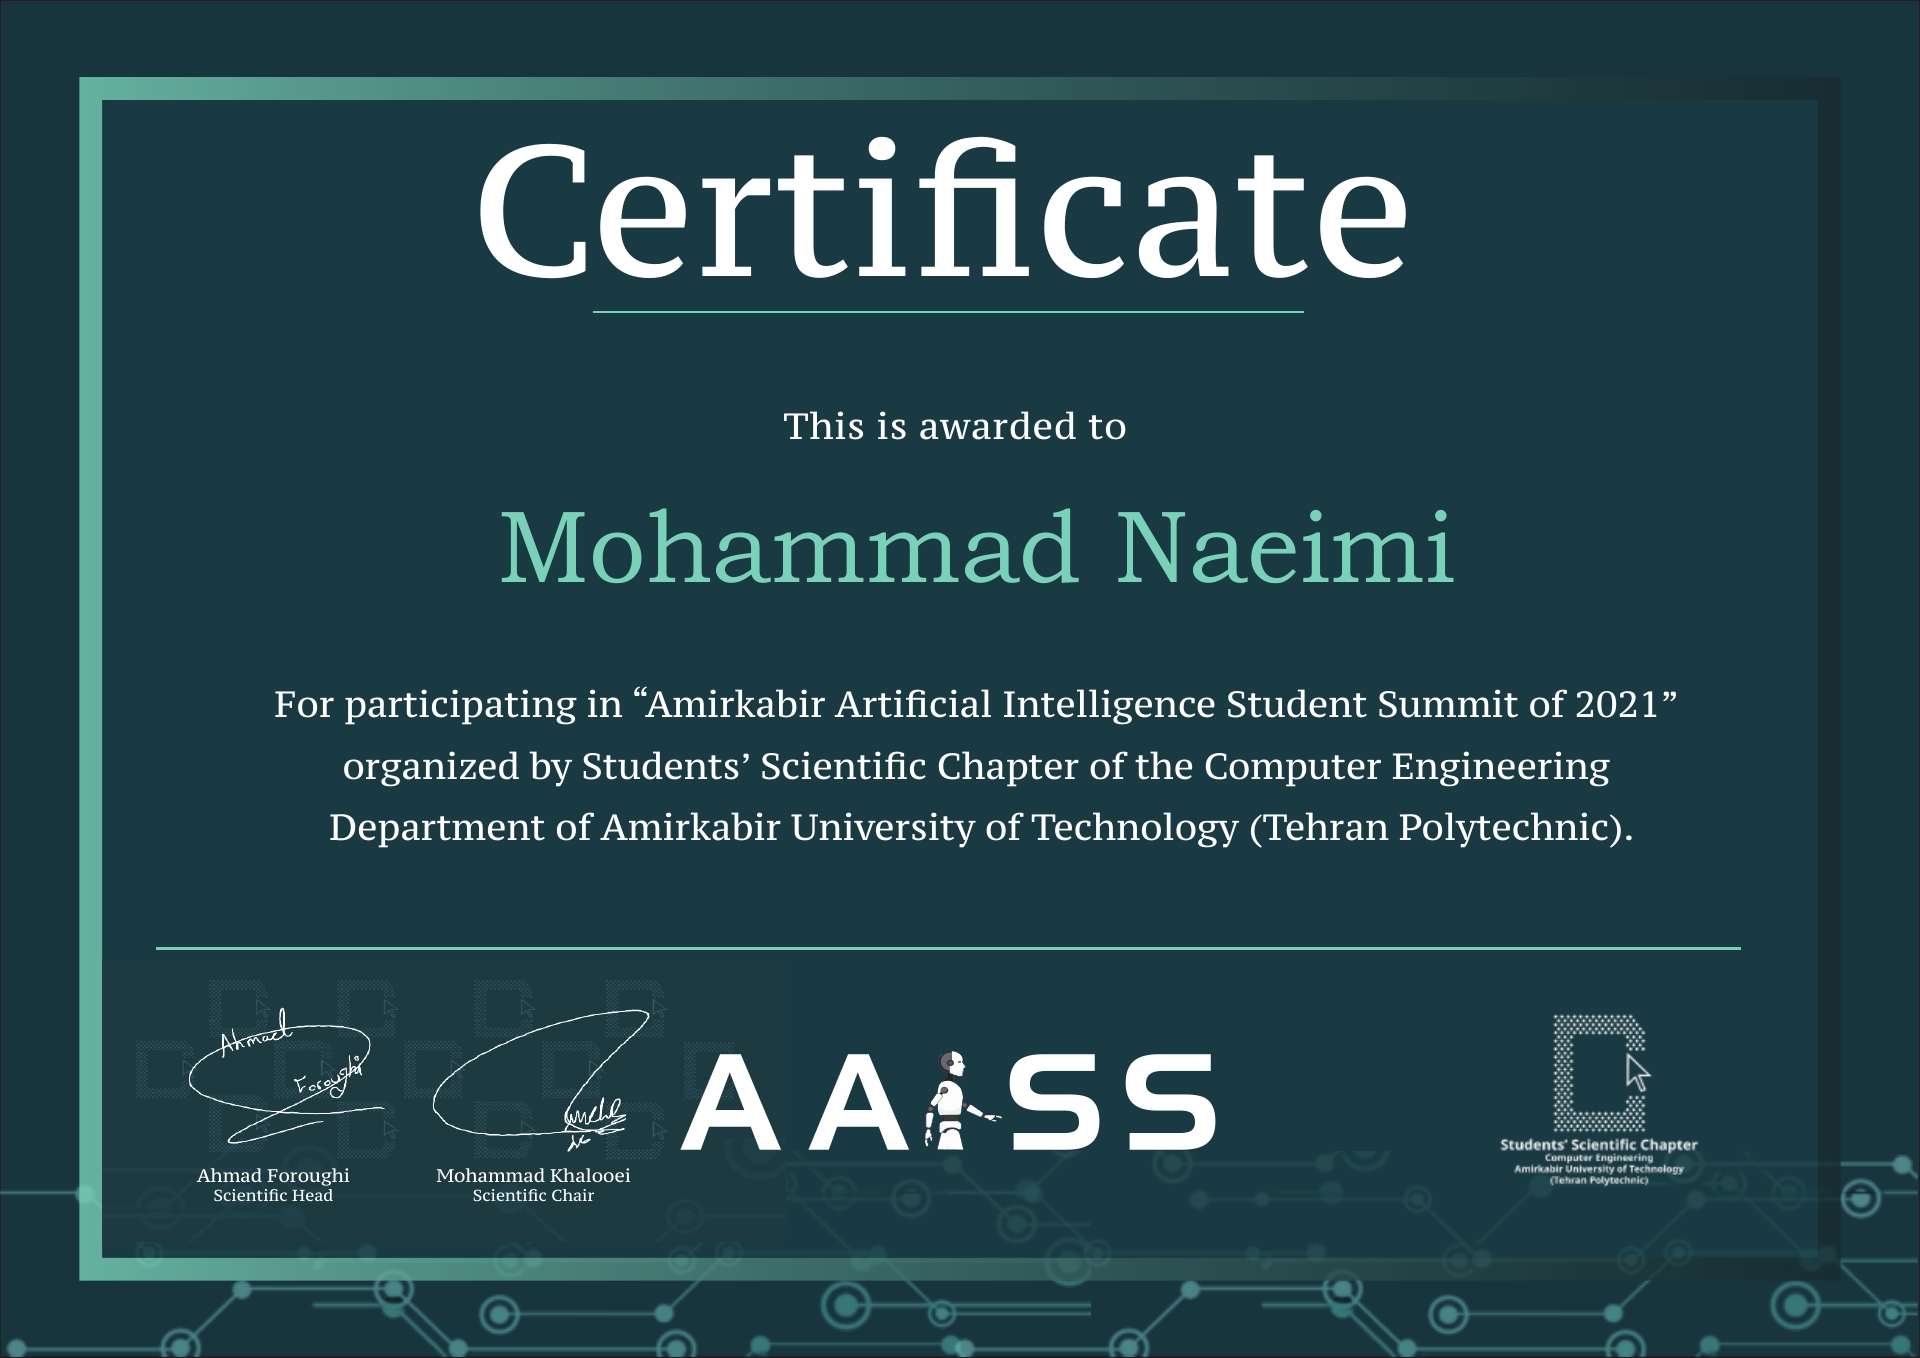 Certificate
This is awarded to
Mohammad Naeimi
For participating in “Amirkabir Artificial Intelligence Student Summit of 2021”
organized by Students’ Scientific Chapter of the Computer Engineering
Department of Amirkabir University of Technology (Tehran Polytechnic).
Ahmad
Foroughi
Ahmad Foroughi
Scientific Head
Mohammad Khalooei
Scientific Chair
AAISS
Students’ Scientific Chapter
Computer Engineering
Amirkabir University of Technology
(Tehran Polytechnic)